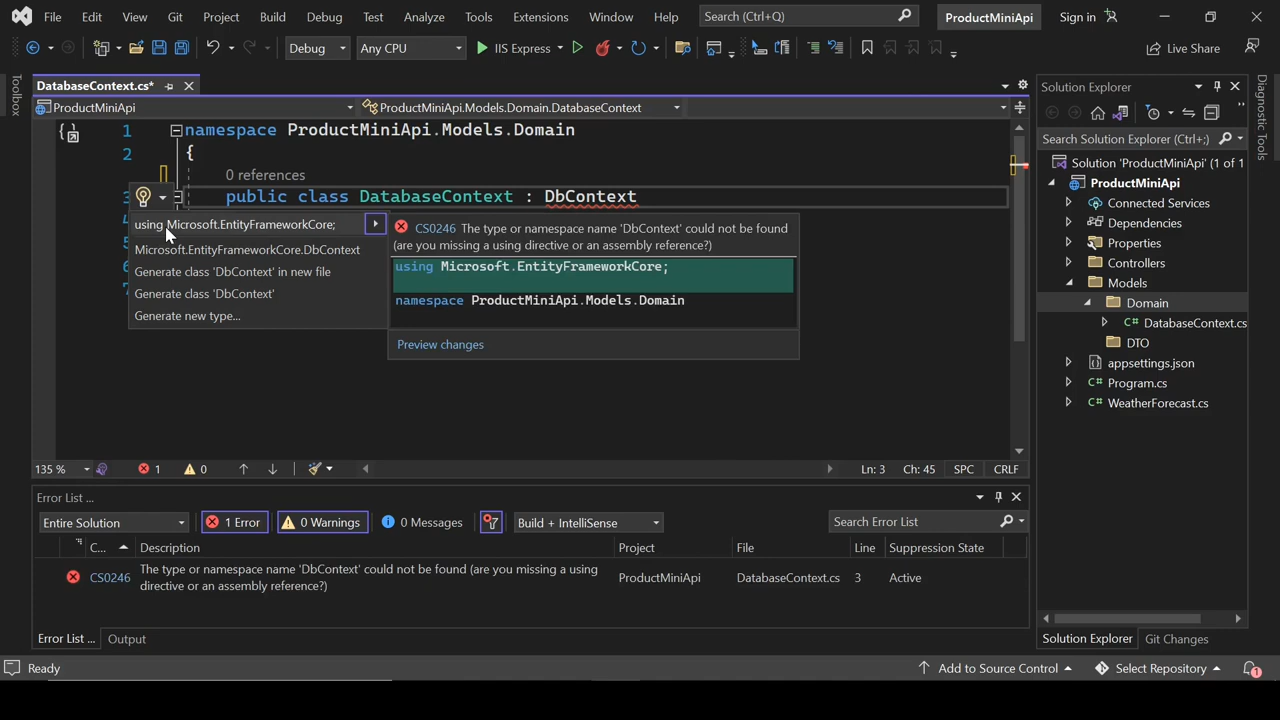 File Edit View Git Project Build Debug Test Analyze Tools Extensions Window Help Search (Ctrl+Q) ProductMiniApi Sign in
Debug Any CPU IIS Express Live Share
Toolbox
DatabaseContext.cs*
ProductMiniApi ProductMiniApi.Models.Domain.DatabaseContext
1 namespace ProductMiniApi.Models.Domain
2 {
0 references
3 public class DatabaseContext : DbContext
using Microsoft.EntityFrameworkCore;
Microsoft.EntityFrameworkCore.DbContext
Generate class 'DbContext' in new file
Generate class 'DbContext'
Generate new type...
CS0246 The type or namespace name 'DbContext' could not be found
(are you missing a using directive or an assembly reference?)
using Microsoft.EntityFrameworkCore;
namespace ProductMiniApi.Models.Domain
Preview changes
135 % 1 0 Ln: 3 Ch: 45 SPC CRLF
Error List ...
Entire Solution 1 Error 0 Warnings 0 Messages Build + IntelliSense Search Error List
C... Description Project File Line Suppression State
CS0246 The type or namespace name 'DbContext' could not be found (are you missing a using
directive or an assembly reference?) ProductMiniApi DatabaseContext.cs 3 Active
Error List ... Output
Solution Explorer
Search Solution Explorer (Ctrl+;)
Solution 'ProductMiniApi' (1 of 1
ProductMiniApi
Connected Services
Dependencies
Properties
Controllers
Models
Domain
C# DatabaseContext.cs
DTO
appsettings.json
C# Program.cs
C# WeatherForecast.cs
Solution Explorer Git Changes
Diagnostic Tools
Ready Add to Source Control Select Repository 1